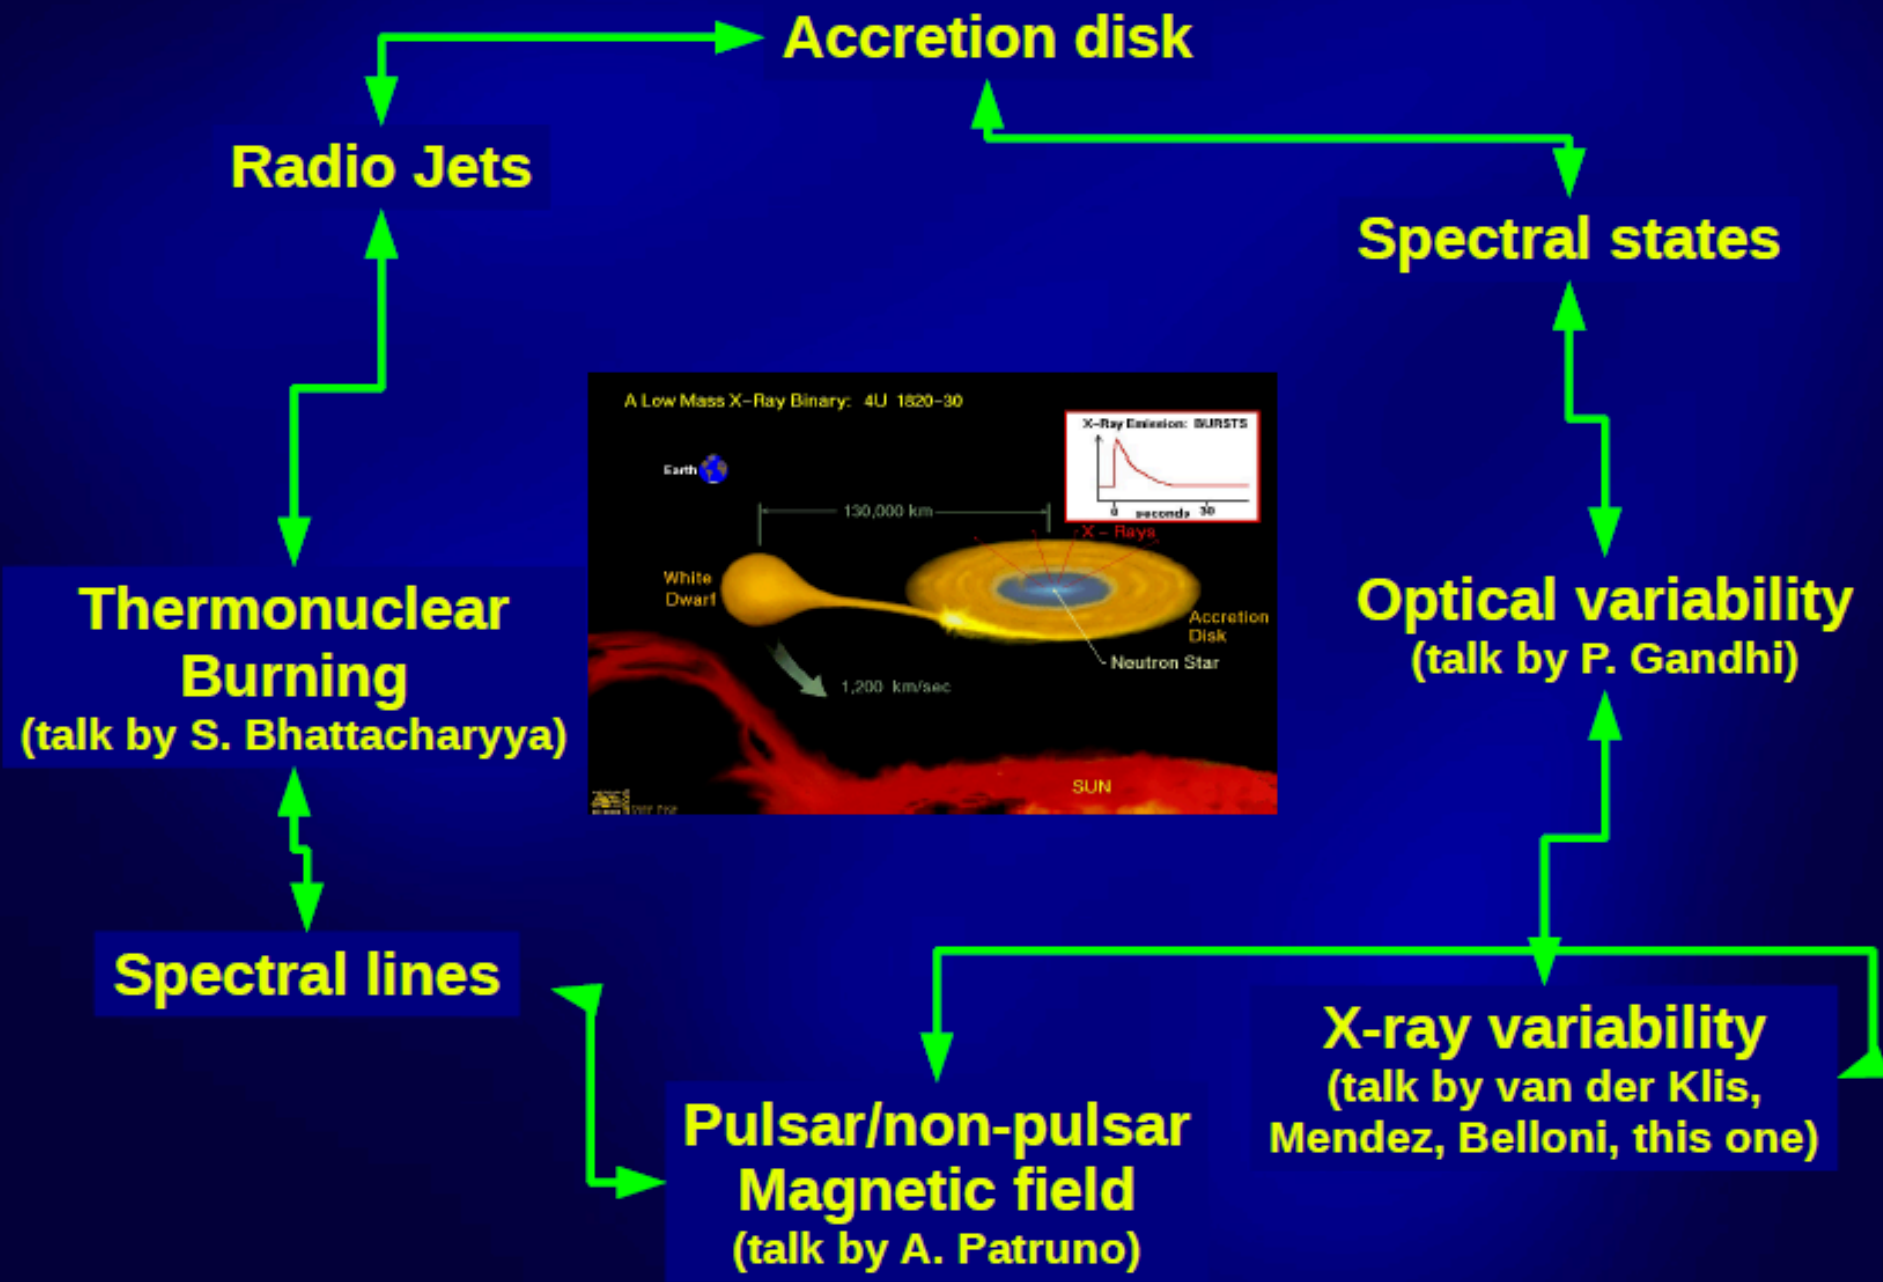 Accretion disk
Radio Jets
Spectral states
A Low Mass X-Ray Binary: 4U 1820-30
X-Ray Emission: BURSTS
0 seconds 30
Earth
130,000 km
X - Rays
White
Dwarf
Accretion
Disk
Neutron Star
1,200 km/sec
SUN
Thermonuclear
Burning
(talk by S. Bhattacharyya)
Optical variability
(talk by P. Gandhi)
Spectral lines
X-ray variability
(talk by van der Klis,
Mendez, Belloni, this one)
Pulsar/non-pulsar
Magnetic field
(talk by A. Patruno)